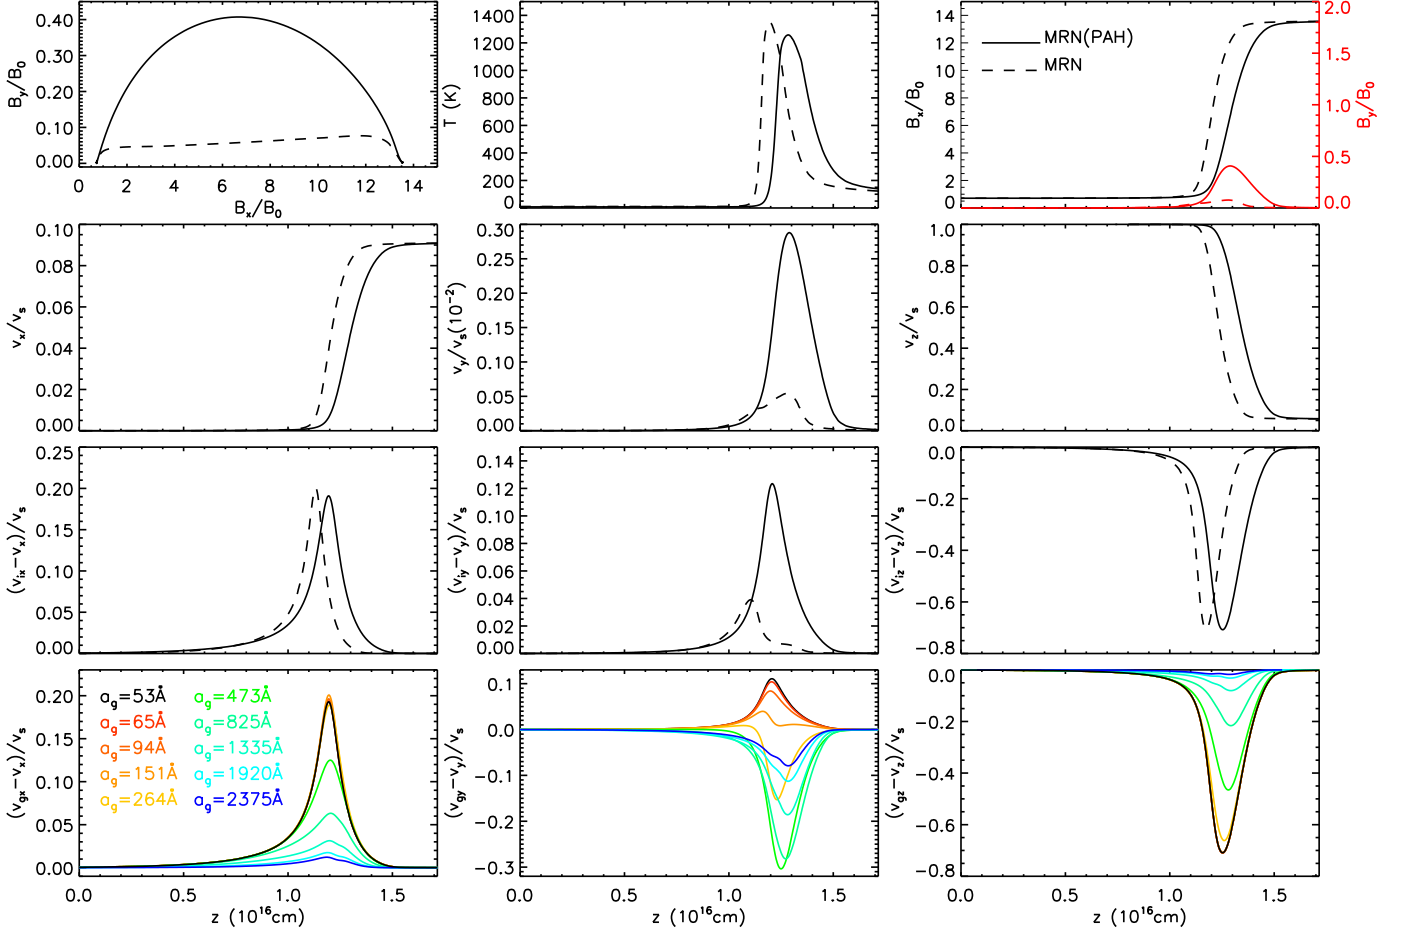 0.40
0.30
0.20
0.10
0.00
B_y/B_0
0 2 4 6 8 10 12 14
B_x/B_0
1400
1200
1000
800
600
400
200
0
T (K)
14
12
10
8
6
4
2
0
B_x/B_0
MRN(PAH)
MRN
2.0
1.5
1.0
0.5
0.0
B_y/B_0
0.10
0.08
0.06
0.04
0.02
0.00
v_x/v_s
0.30
0.25
0.20
0.15
0.10
0.05
0.00
v_y/v_s(10^-2)
1.0
0.8
0.6
0.4
0.2
0.0
v_z/v_s
0.25
0.20
0.15
0.10
0.05
0.00
(v_ix−v_x)/v_s
0.14
0.12
0.10
0.08
0.06
0.04
0.02
0.00
(v_iy−v_y)/v_s
0.0
−0.2
−0.4
−0.6
−0.8
(v_iz−v_z)/v_s
0.20
0.15
0.10
0.05
0.00
(v_gx−v_x)/v_s
a_g=53Å a_g=473Å
a_g=65Å a_g=825Å
a_g=94Å a_g=1335Å
a_g=151Å a_g=1920Å
a_g=264Å a_g=2375Å
0.0 0.5 1.0 1.5
z (10^16cm)
0.1
0.0
−0.1
−0.2
−0.3
(v_gy−v_y)/v_s
0.0 0.5 1.0 1.5
z (10^16cm)
0.0
−0.2
−0.4
−0.6
−0.8
(v_gz−v_z)/v_s
0.0 0.5 1.0 1.5
z (10^16cm)